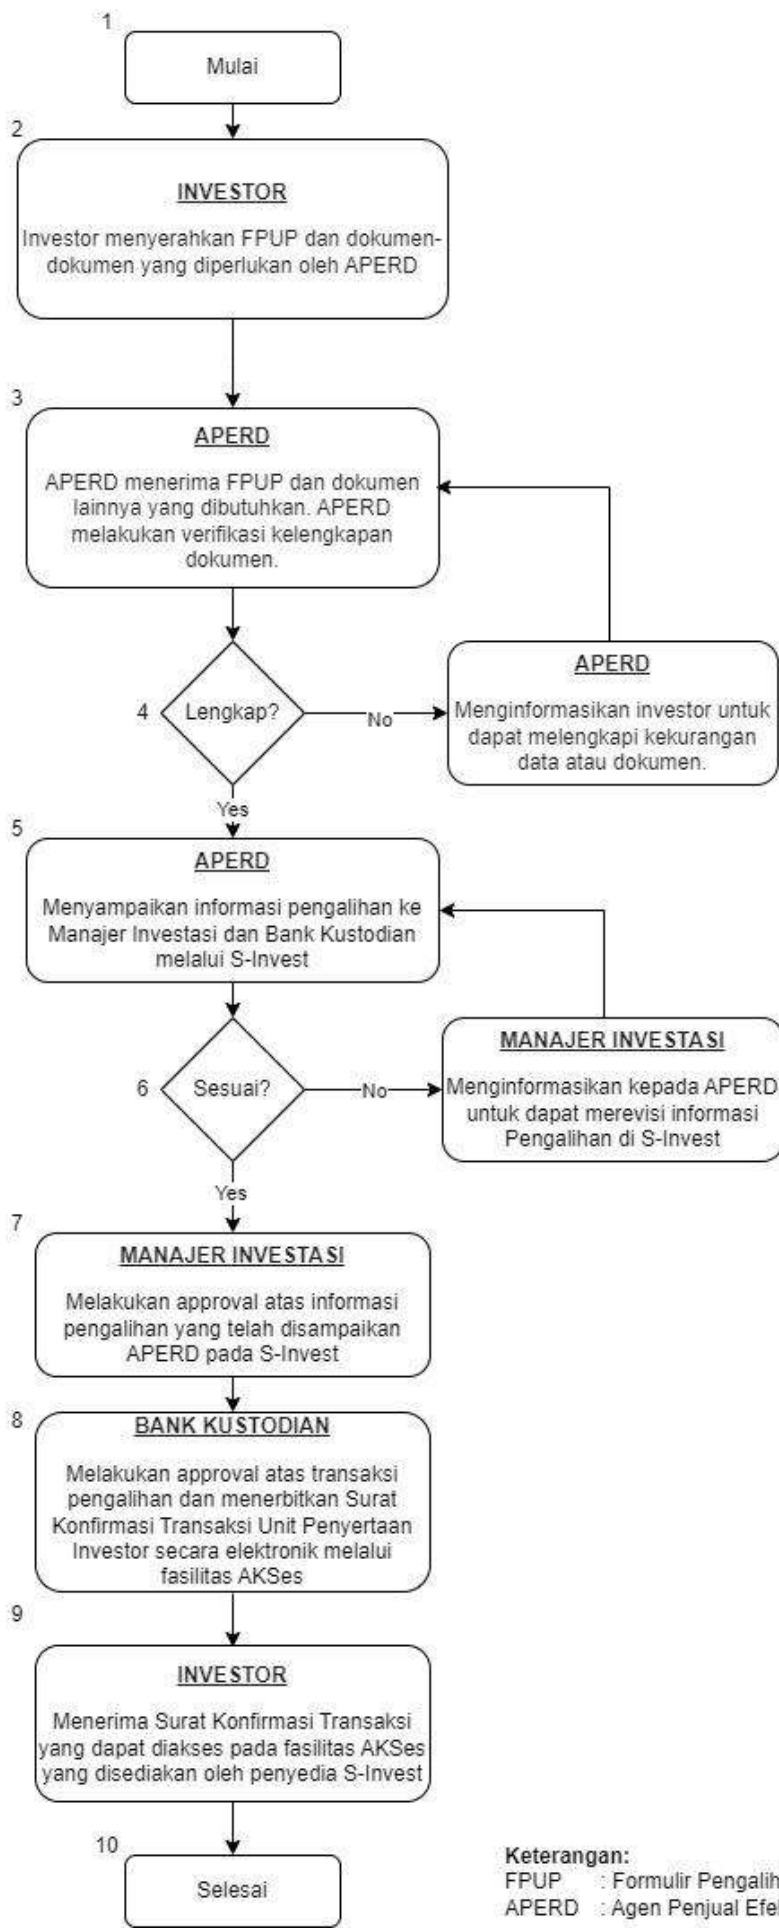 1
Mulai
2
INVESTOR
Investor menyerahkan FPUP dan dokumen-
dokumen yang diperlukan oleh APERD
3
APERD
APERD menerima FPUP dan dokumen
lainnya yang dibutuhkan. APERD
melakukan verifikasi kelengkapan
dokumen.
4
Lengkap?
No
APERD
Menginformasikan investor untuk
dapat melengkapi kekurangan
data atau dokumen.
Yes
5
APERD
Menyampaikan informasi pengalihan ke
Manajer Investasi dan Bank Kustodian
melalui S-Invest
6
Sesuai?
No
MANAJER INVESTASI
Menginformasikan kepada APERD
untuk dapat merevisi informasi
Pengalihan di S-Invest
Yes
7
MANAJER INVESTASI
Melakukan approval atas informasi
pengalihan yang telah disampaikan
APERD pada S-Invest
8
BANK KUSTODIAN
Melakukan approval atas transaksi
pengalihan dan menerbitkan Surat
Konfirmasi Transaksi Unit Penyertaan
Investor secara elektronik melalui
fasilitas AKSes
9
INVESTOR
Menerima Surat Konfirmasi Transaksi
yang dapat diakses pada fasilitas AKSes
yang disediakan oleh penyedia S-Invest
10
Selesai
Keterangan:
FPUP : Formulir
APERD : Agen Penjual